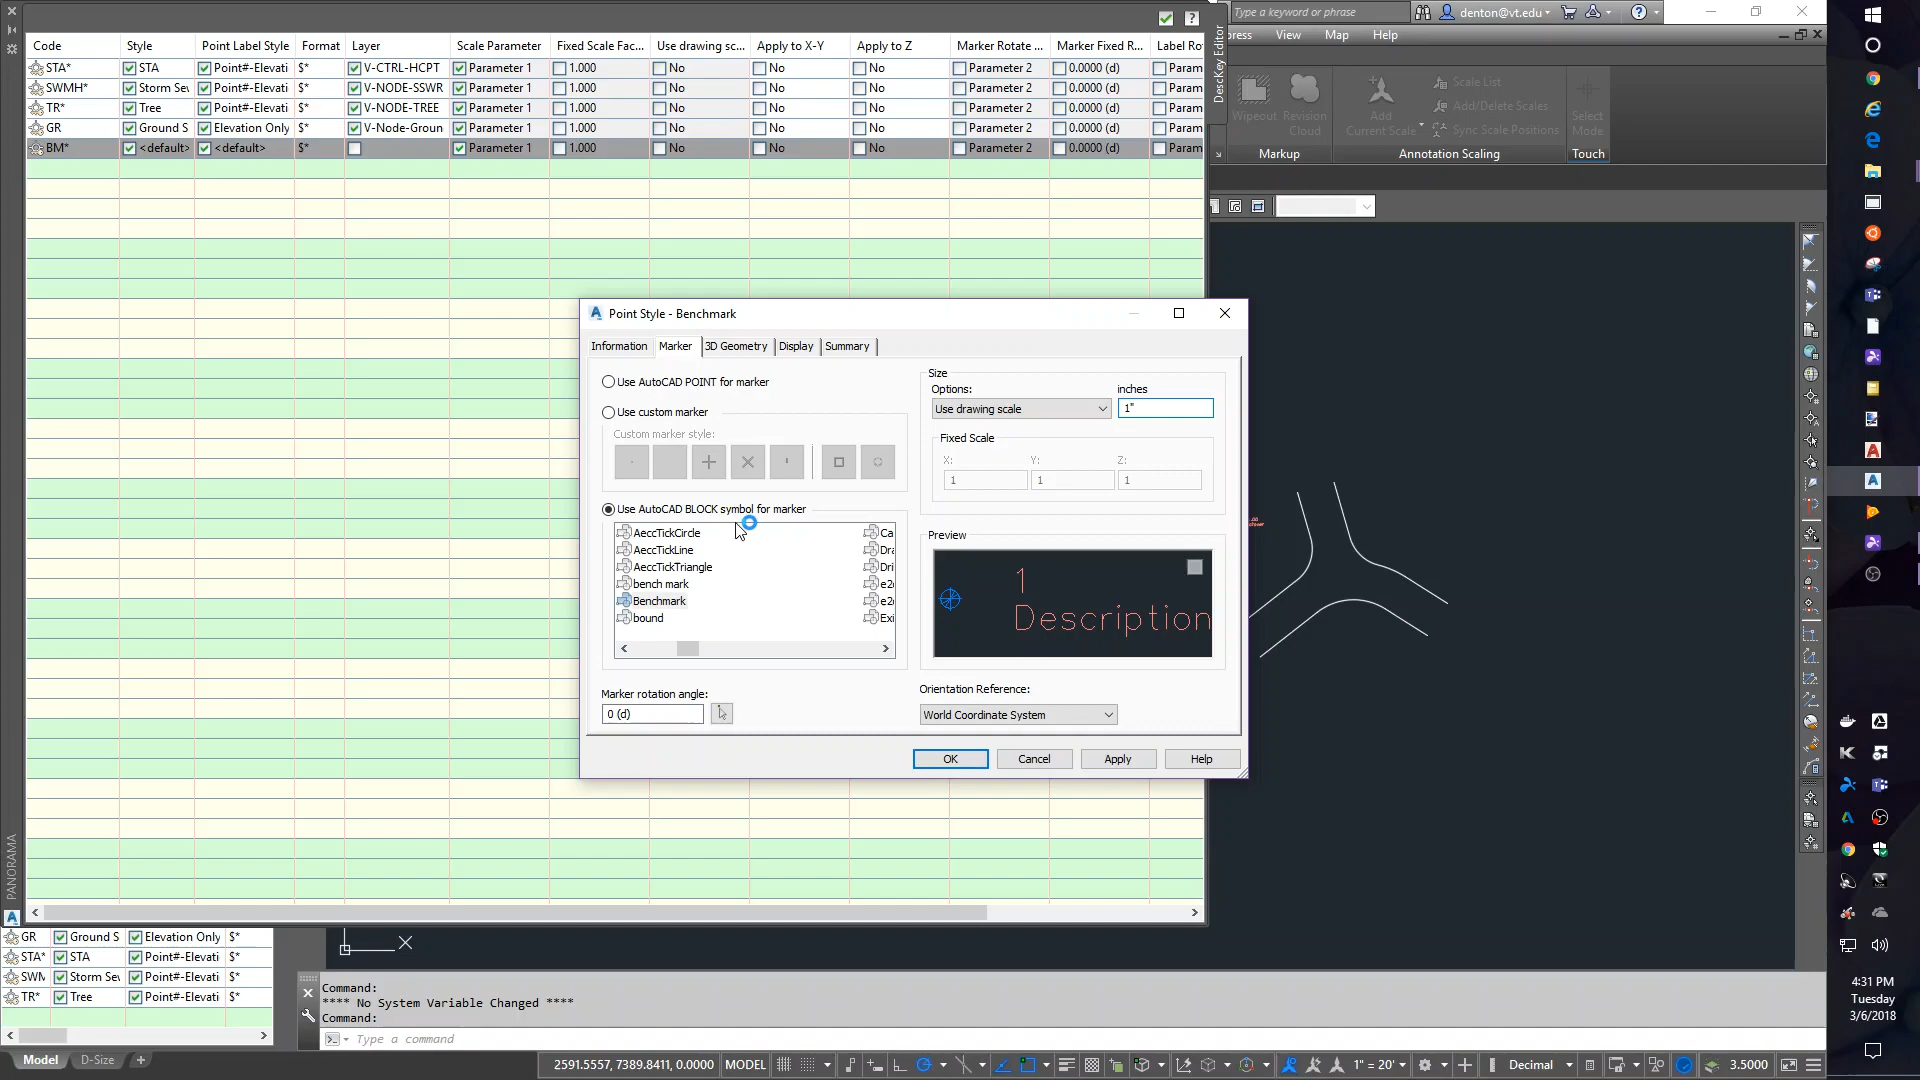 Type a keyword or phrase
denton@vt.edu
press View Map Help
Code Style Point Label Style Format Layer Scale Parameter Fixed Scale Fac... Use drawing sc... Apply to X-Y Apply to Z Marker Rotate ... Marker Fixed R... Label Ro
STA* STA Point#-Elevati $* V-CTRL-HCPT Parameter 1 1.000 No No No Parameter 2 0.0000 (d) Param
SWMH* Storm Sev Point#-Elevati $* V-NODE-SSWR Parameter 1 1.000 No No No Parameter 2 0.0000 (d) Param
TR* Tree Point#-Elevati $* V-NODE-TREE Parameter 1 1.000 No No No Parameter 2 0.0000 (d) Param
GR Ground S Elevation Only $* V-Node-Groun Parameter 1 1.000 No No No Parameter 2 0.0000 (d) Param
BM* <default> <default> $* Parameter 1 1.000 No No No Parameter 2 0.0000 (d) Param
DescKey Editor
Wipeout
Revision Cloud
Markup
Add
Current Scale
Scale List
Add/Delete Scales
Sync Scale Positions
Annotation Scaling
Select
Mode
Touch
Point Style - Benchmark
Information Marker 3D Geometry Display Summary
Use AutoCAD POINT for marker
Use custom marker
Custom marker style:
Use AutoCAD BLOCK symbol for marker
AeccTickCircle Ca
AeccTickLine Dra
AeccTickTriangle Dri
bench mark e2
Benchmark e2
bound Exi
Marker rotation angle:
0 (d)
Size
Options: inches
Use drawing scale 1"
Fixed Scale
X: Y: Z:
1 1 1
Preview
1
Description
Orientation Reference:
World Coordinate System
OK Cancel Apply Help
PANORAMA
GR Ground S Elevation Only $*
STA* STA Point#-Elevati $*
SWM Storm Sev Point#-Elevati $*
TR* Tree Point#-Elevati $*
X
Command:
**** No System Variable Changed ****
Command:
Type a command
Model D-Size +
2591.5557, 7389.8411, 0.0000 MODEL 1" = 20' Decimal 3.5000
4:31 PM
Tuesday
3/6/2018